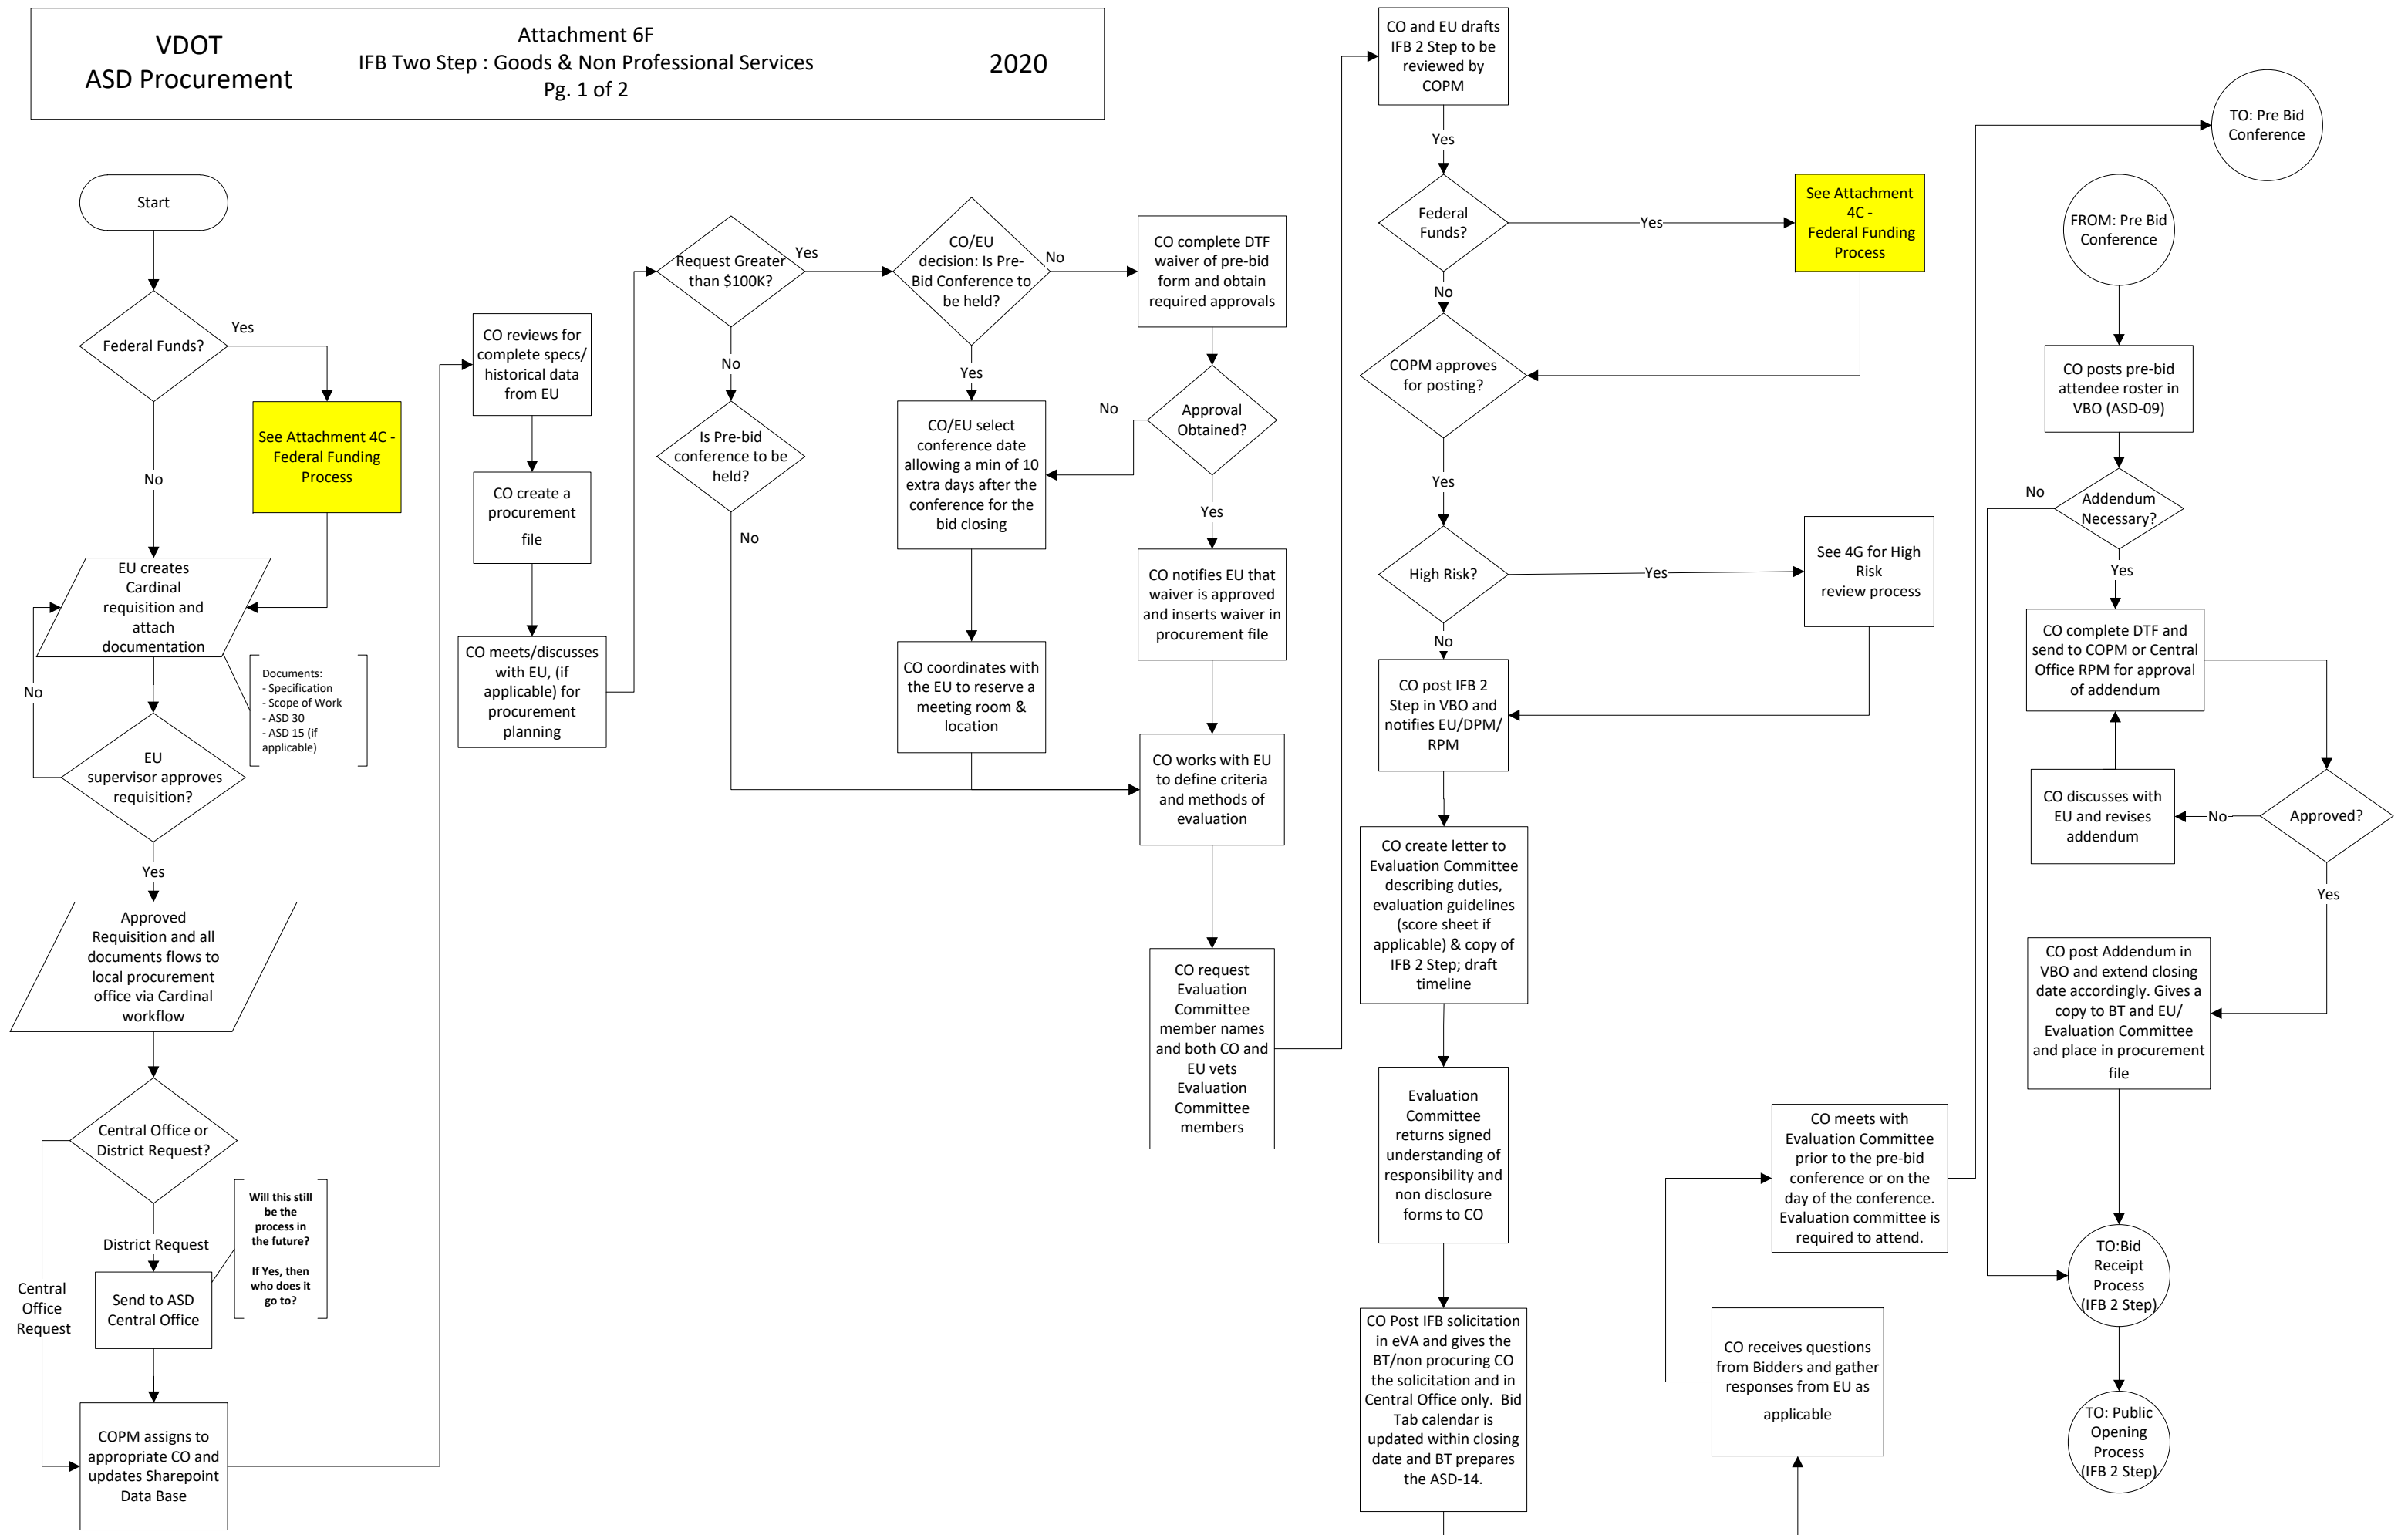 VDOT
ASD Procurement
Attachment 6F
IFB Two Step : Goods & Non Professional Services
Pg. 1 of 2
2020
Start
Federal Funds?
Yes
No
See Attachment 4C -
Federal Funding
Process
EU creates
Cardinal
requisition and
attach
documentation
Documents:
- Specification
- Scope of Work
- ASD 30
- ASD 15 (if
applicable)
No
EU
supervisor approves
requisition?
Yes
Approved
Requisition and all
documents flows to
local procurement
office via Cardinal
workflow
Central Office or
District Request?
District Request
Central
Office
Request
Will this still
be the
process in
the future?
If Yes, then
who does it
go to?
Send to ASD
Central Office
COPM assigns to
appropriate CO and
updates Sharepoint
Data Base
CO reviews for
complete specs/
historical data
from EU
CO create a
procurement
file
CO meets/discusses
with EU, (if
applicable) for
procurement
planning
Request Greater
than $100K?
Yes
No
Is Pre-bid
conference to be
held?
No
CO/EU
decision: Is Pre-
Bid Conference to
be held?
No
Yes
CO/EU select
conference date
allowing a min of 10
extra days after the
conference for the
bid closing
CO coordinates with
the EU to reserve a
meeting room &
location
CO complete DTF
waiver of pre-bid
form and obtain
required approvals
Approval
Obtained?
No
Yes
CO notifies EU that
waiver is approved
and inserts waiver in
procurement file
CO works with EU
to define criteria
and methods of
evaluation
CO request
Evaluation
Committee
member names
and both CO and
EU vets
Evaluation
Committee
members
CO and EU drafts
IFB 2 Step to be
reviewed by
COPM
Yes
Federal
Funds?
Yes
See Attachment
4C -
Federal Funding
Process
No
COPM approves
for posting?
Yes
High Risk?
Yes
See 4G for High
Risk
review process
No
CO post IFB 2
Step in VBO and
notifies EU/DPM/
RPM
CO create letter to
Evaluation Committee
describing duties,
evaluation guidelines
(score sheet if
applicable) & copy of
IFB 2 Step; draft
timeline
Evaluation
Committee
returns signed
understanding of
responsibility and
non disclosure
forms to CO
CO Post IFB solicitation
in eVA and gives the
BT/non procuring CO
the solicitation and in
Central Office only.  Bid
Tab calendar is
updated within closing
date and BT prepares
the ASD-14.
CO receives questions
from Bidders and gather
responses from EU as
applicable
CO meets with
Evaluation Committee
prior to the pre-bid
conference or on the
day of the conference.
Evaluation committee is
required to attend.
TO: Pre Bid
Conference
FROM: Pre Bid
Conference
CO posts pre-bid
attendee roster in
VBO (ASD-09)
Addendum
Necessary?
No
Yes
CO complete DTF and
send to COPM or Central
Office RPM for approval
of addendum
Approved?
No
CO discusses with
EU and revises
addendum
Yes
CO post Addendum in
VBO and extend closing
date accordingly. Gives a
copy to BT and EU/
Evaluation Committee
and place in procurement
file
TO:Bid
Receipt
Process
(IFB 2 Step)
TO: Public
Opening
Process
(IFB 2 Step)